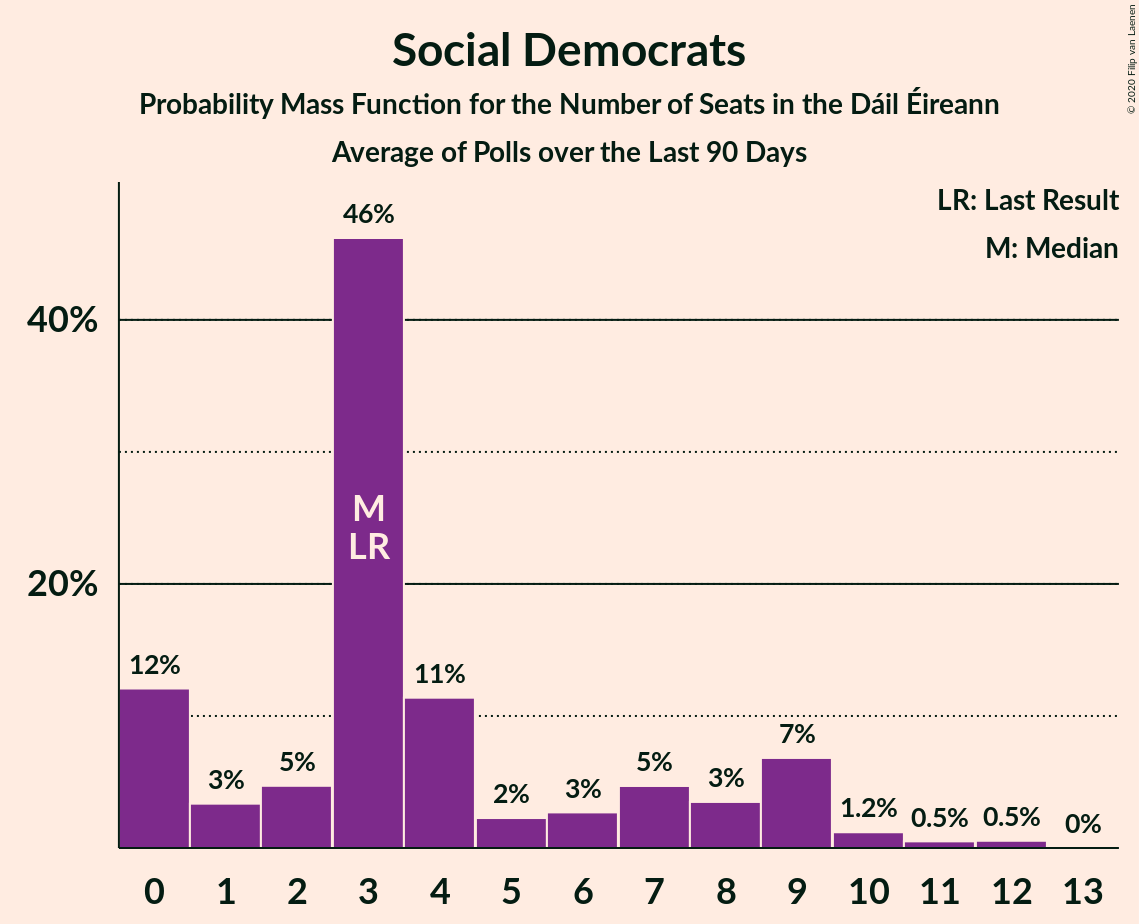 Social Democrats
Probability Mass Function for the Number of Seats in the Dáil Éireann
Average of Polls over the Last 90 Days
© 2020 Filip van Laenen
LR: Last Result
M: Median
40%
20%
12%
3%
5%
46%
M
LR
11%
2%
3%
5%
3%
7%
1.2%
0.5%
0.5%
0%
0 1 2 3 4 5 6 7 8 9 10 11 12 13